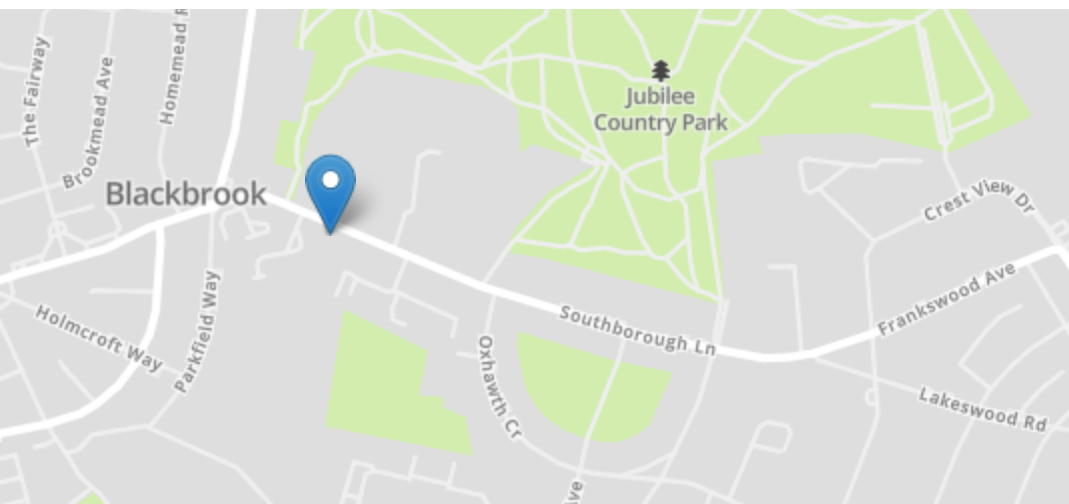 The Fairway
Brookmead Ave
Homemead R
Jubilee
Country Park
Blackbrook
Crest View Dr
Holmcroft Way
Parkfield Way
Southborough Ln
Frankswood Ave
Oxhawth Cr
Lakeswood Rd
ve